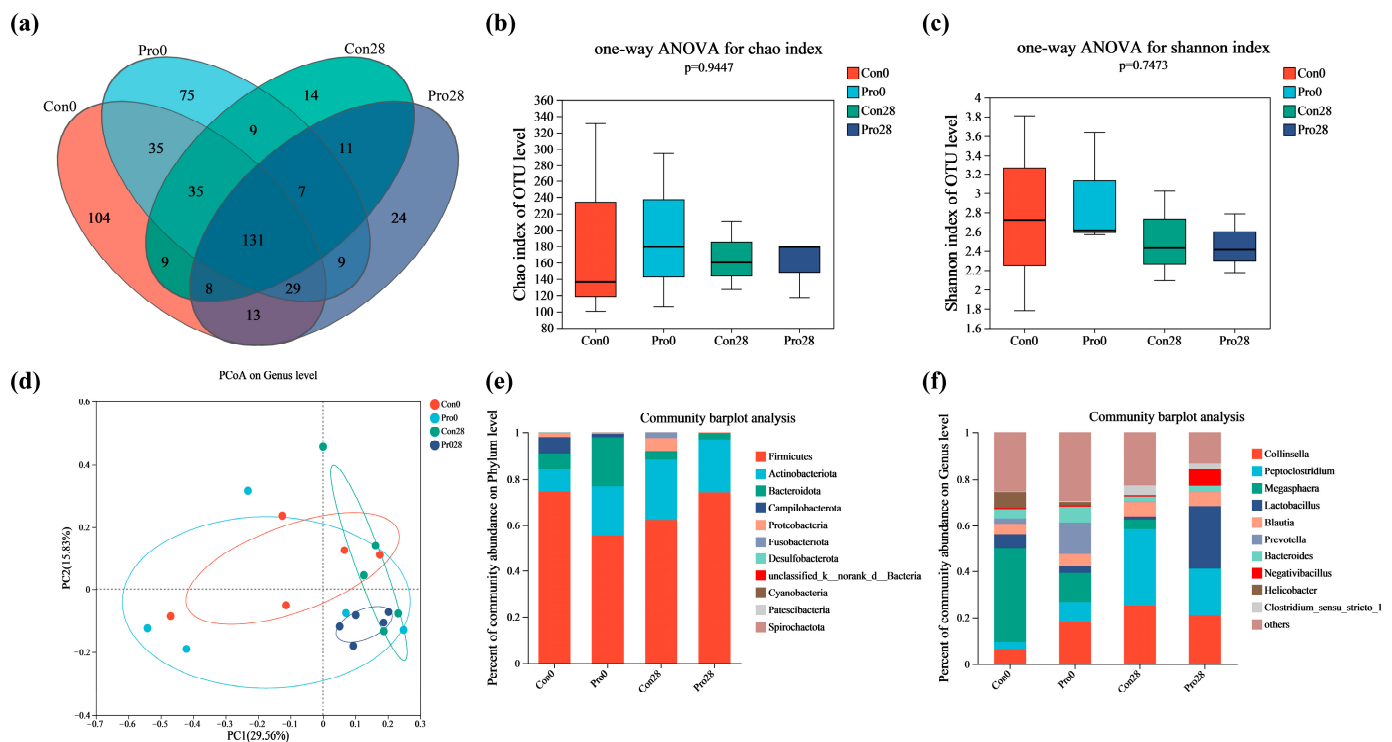 (a)
Con0
Pro0
Con28
Pro28
75
14
9
35
11
35
7
104
24
131
9
9
8
29
13
(b)
one-way ANOVA for chao index
p=0.9447
Con0
Pro0
Con28
Pro28
Chao index of OTU level
360
340
320
300
280
260
240
220
200
180
160
140
120
100
80
Con0 Pro0 Con28 Pro28
(c)
one-way ANOVA for shannon index
p=0.7473
Con0
Pro0
Con28
Pro28
Shannon index of OTU level
4
3.8
3.6
3.4
3.2
3
2.8
2.6
2.4
2.2
2
1.8
1.6
Con0 Pro0 Con28 Pro28
(d)
PCoA on Genus level
Con0
Pro0
Con28
Pr028
PC2(15.83%)
0.6
0.4
0.2
0
−0.2
−0.4
−0.7 −0.6 −0.5 −0.4 −0.3 −0.2 −0.1 0 0.1 0.2 0.3
PC1(29.56%)
(e)
Community barplot analysis
Percent of community abundance on Phylum level
1
0.8
0.6
0.4
0.2
0
Con0 Pro0 Con28 Pro28
Firmicutes
Actinobacteriota
Bacteroidota
Campilobacterota
Proteobacteria
Fusobacteriota
Desulfobacterota
unclassified_k__norank_d__Bacteria
Cyanobacteria
Patescibacteria
Spirochaetota
(f)
Community barplot analysis
Percent of community abundance on Genus level
1
0.8
0.6
0.4
0.2
0
Con0 Pro0 Con28 Pro28
Collinsella
Peptoclostridium
Megasphaera
Lactobacillus
Blautia
Prevotella
Bacteroides
Negativibacillus
Helicobacter
Clostridium_sensu_stricto_1
others